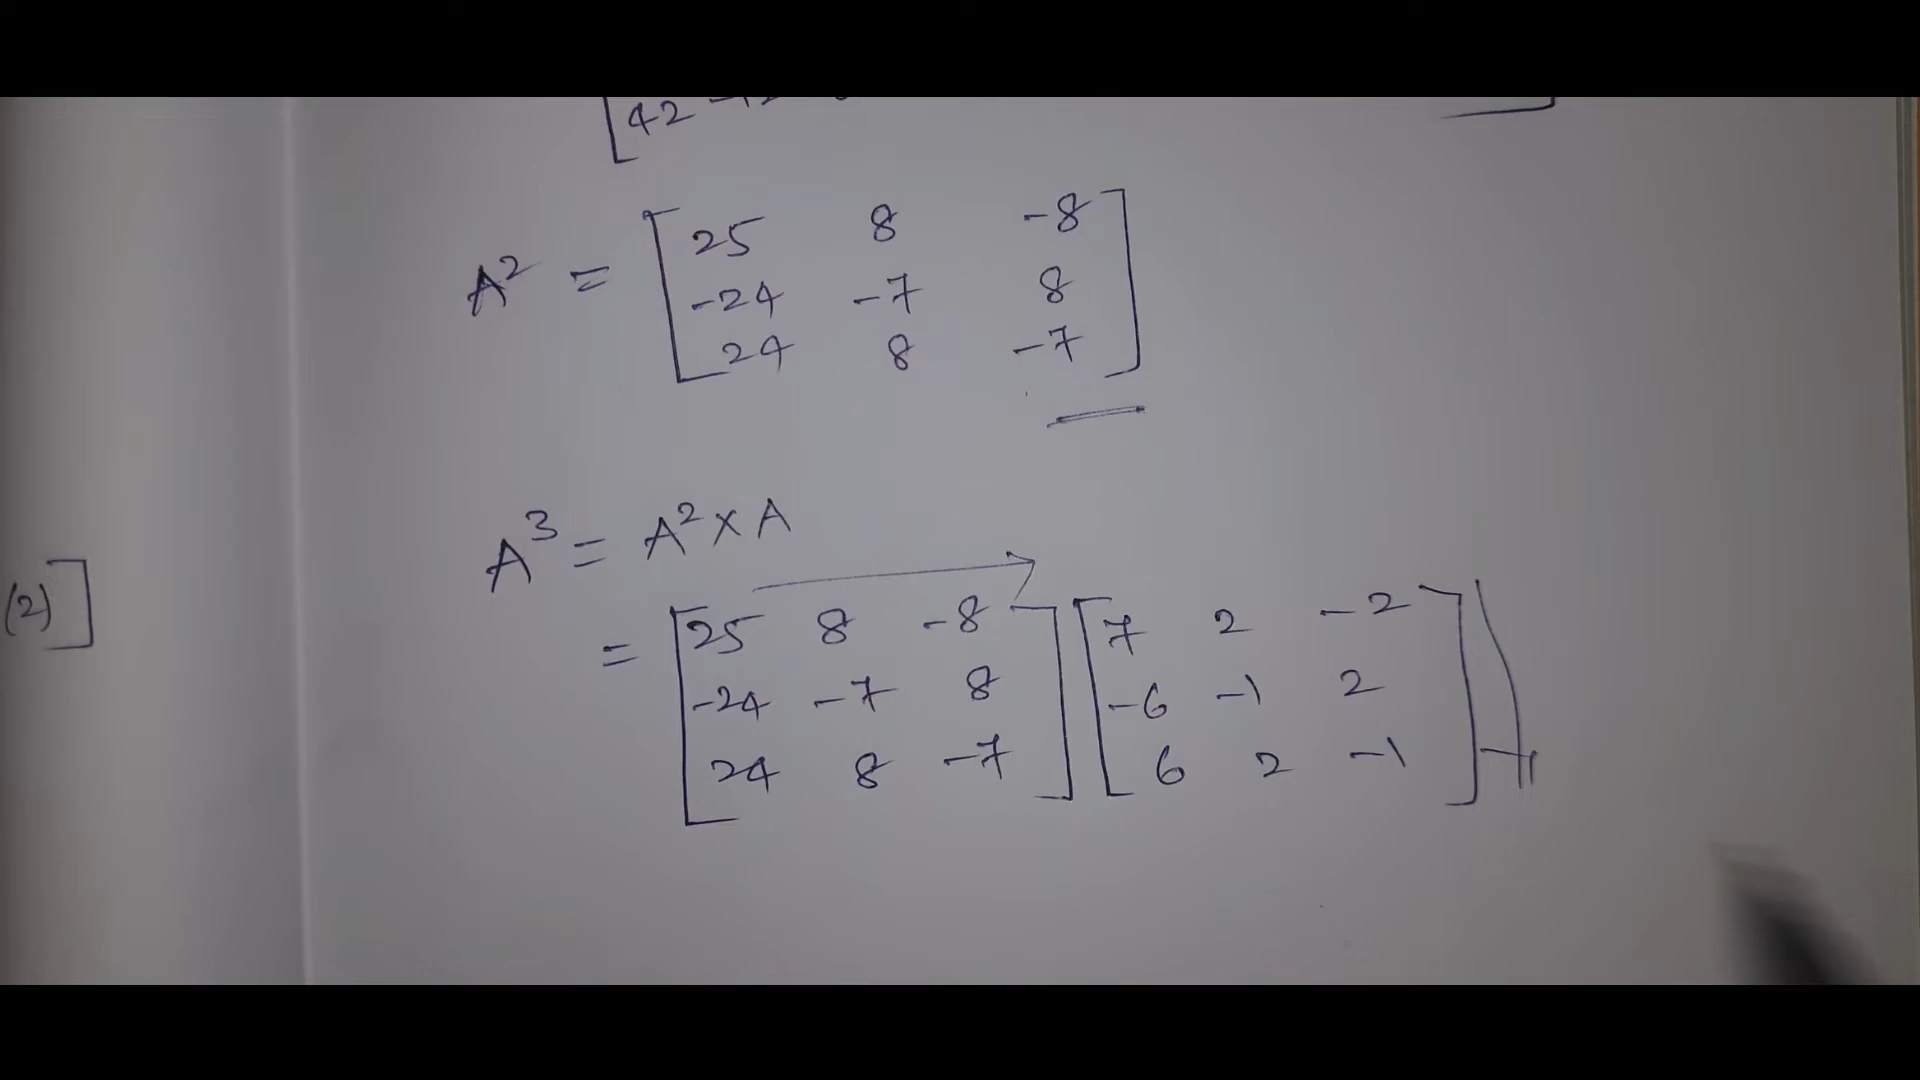 [42
A² = [25 8 -8
-24 -7 8
24 8 -7]
(2)]
A³ = A² × A
= [25 8 -8] [7 2 -2]
-24 -7 8 -6 -1 2
24 8 -7 6 2 -1